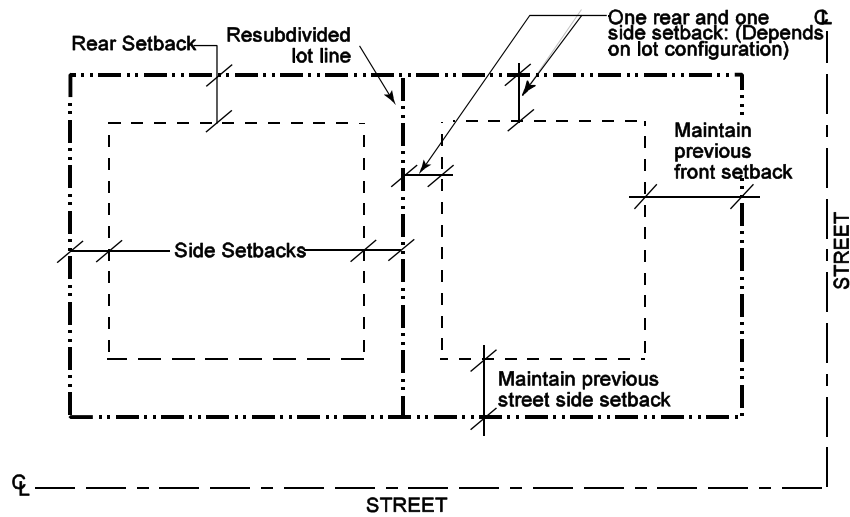 Rear Setback
Resubdivided
lot line
One rear and one
side setback: (Depends
on lot configuration)
℄
Maintain
previous
front setback
Side Setbacks
STREET
Maintain previous
street side setback
℄
STREET